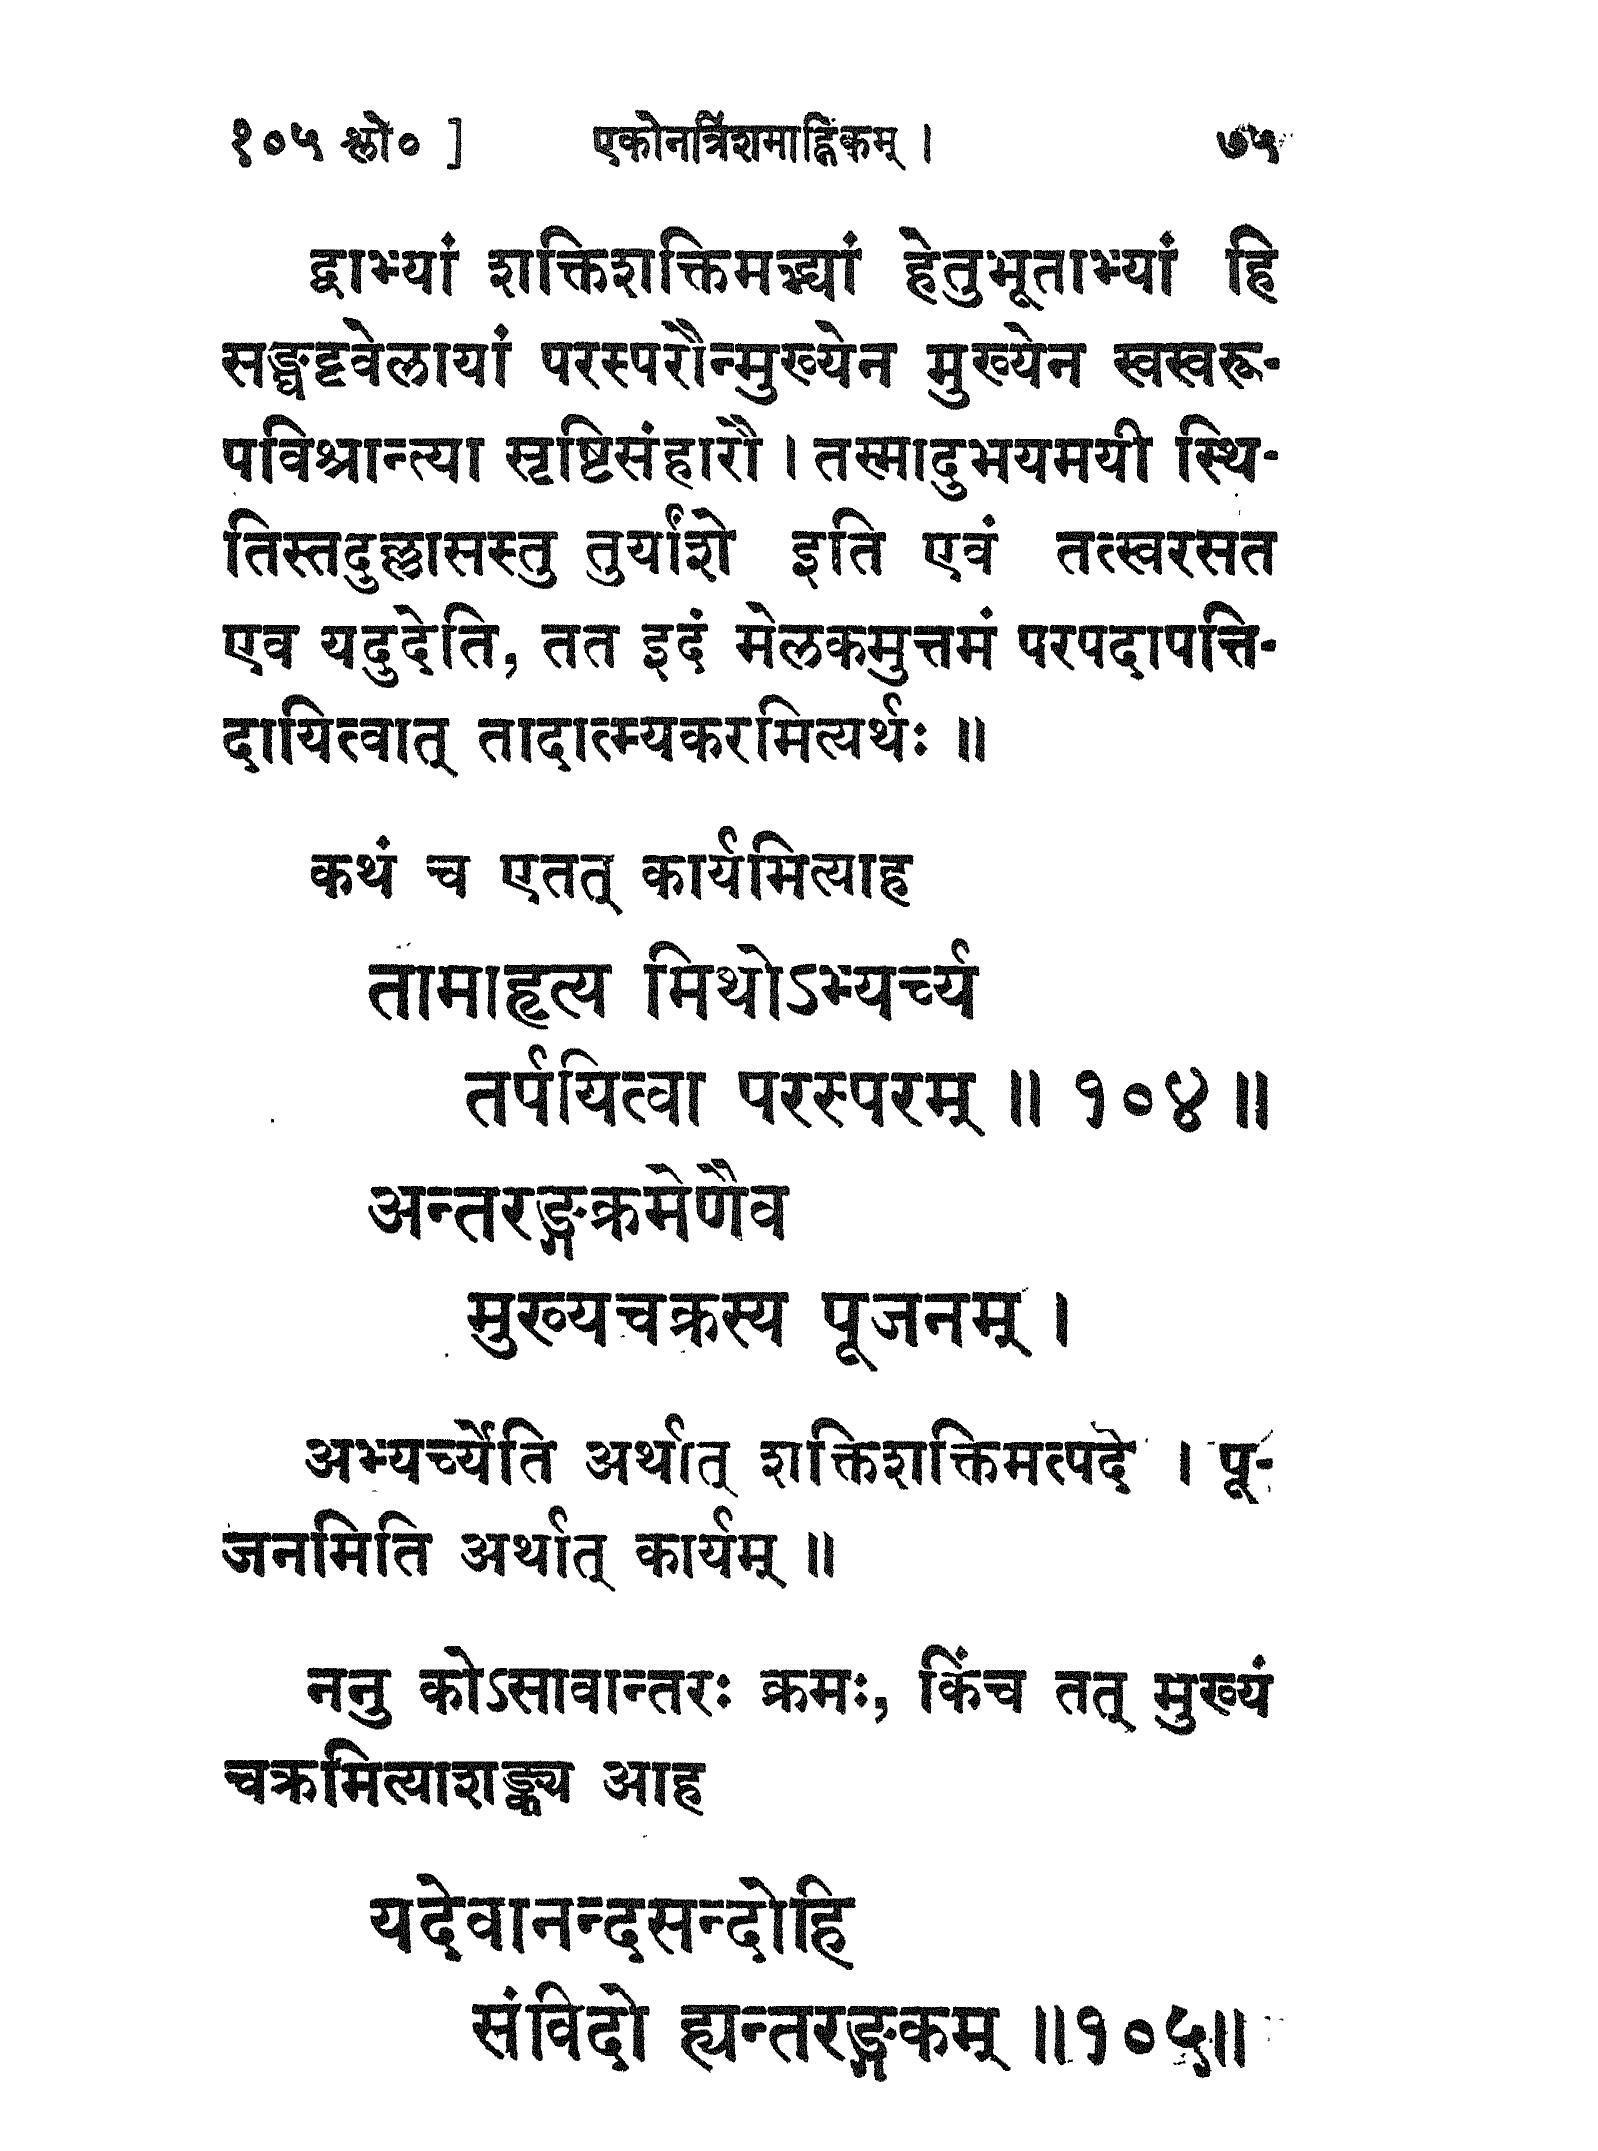 १०५ श्लो० ] एकोनत्रिंशमाह्निकम् । ७५
द्वाभ्यां शक्तिशक्तिमद्भ्यां हेतुभूताभ्यां हि
सङ्घट्टवेलायां परस्परौन्मुख्येन मुख्येन स्वस्वरू-
पविश्रान्त्या सृष्टिसंहारौ । तस्मादुभयमयी स्थि-
तिस्तदुल्लासस्तु तुर्यांशे इति एवं तत्स्वरसत
एव यदुदेति, तत इदं मेलकमुत्तमं परपदापत्ति-
दायित्वात् तादात्म्यकरमित्यर्थः ॥
कथं च एतत् कार्यमित्याह
तामाहृत्य मिथोऽभ्यर्च्य
तर्पयित्वा परस्परम् ॥ १०४ ॥
अन्तरङ्गक्रमेणैव
मुख्यचक्रस्य पूजनम् ।
अभ्यर्च्येति अर्थात् शक्तिशक्तिमत्पदे । पू-
जनमिति अर्थात् कार्यम् ॥
ननु कोऽसावान्तरः क्रमः, किंच तत् मुख्यं
चक्रमित्याशङ्क्य आह
यदेवानन्दसन्दोहि
संविदो ह्यन्तरङ्गकम् ॥१०५॥